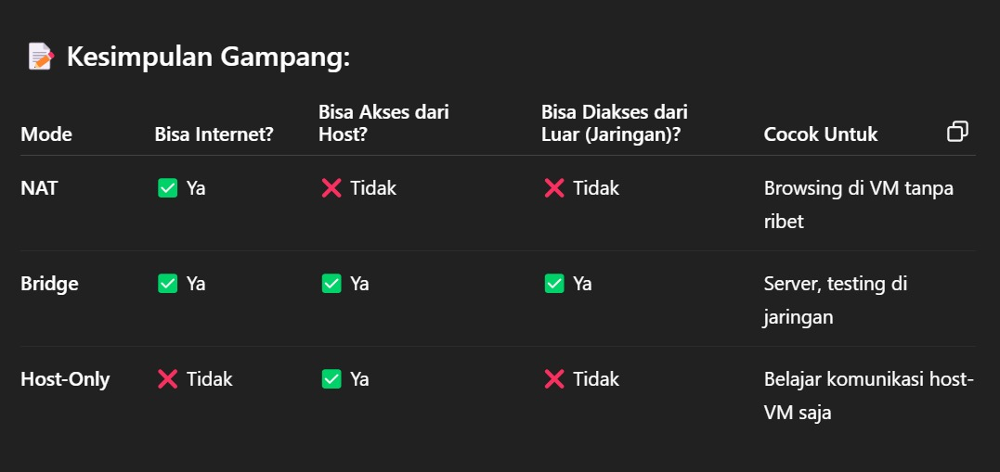 📝 Kesimpulan Gampang:
Mode Bisa Internet? Bisa Akses dari Host? Bisa Diakses dari Luar (Jaringan)? Cocok Untuk
NAT ✅ Ya ❌ Tidak ❌ Tidak Browsing di VM tanpa ribet
Bridge ✅ Ya ✅ Ya ✅ Ya Server, testing di jaringan
Host-Only ❌ Tidak ✅ Ya ❌ Tidak Belajar komunikasi host-VM saja